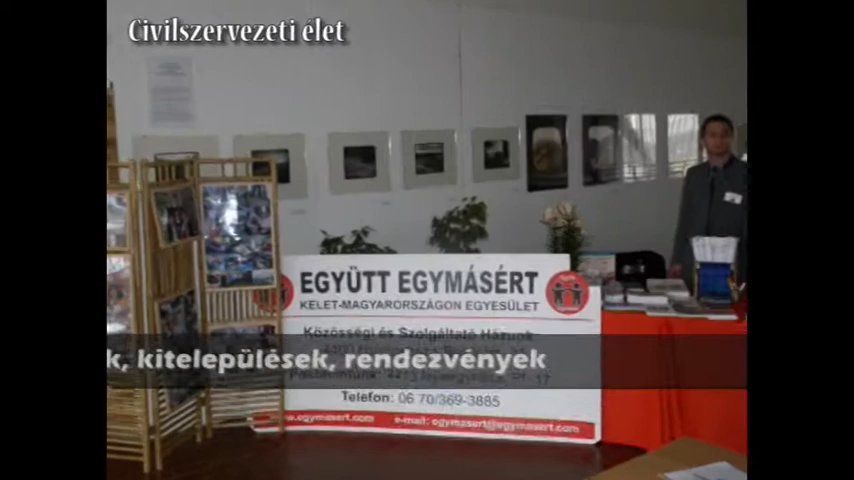 Civilszervezeti élet
EGYÜTT EGYMÁSÉRT
KELET-MAGYARORSZÁGON EGYESÜLET
Közösségi és Szolgáltató Házunk
k, kitelepülések, rendezvények
Telefon: 06 70/369-3885
www.egymasert.com e-mail: egymasert@egymasert.com